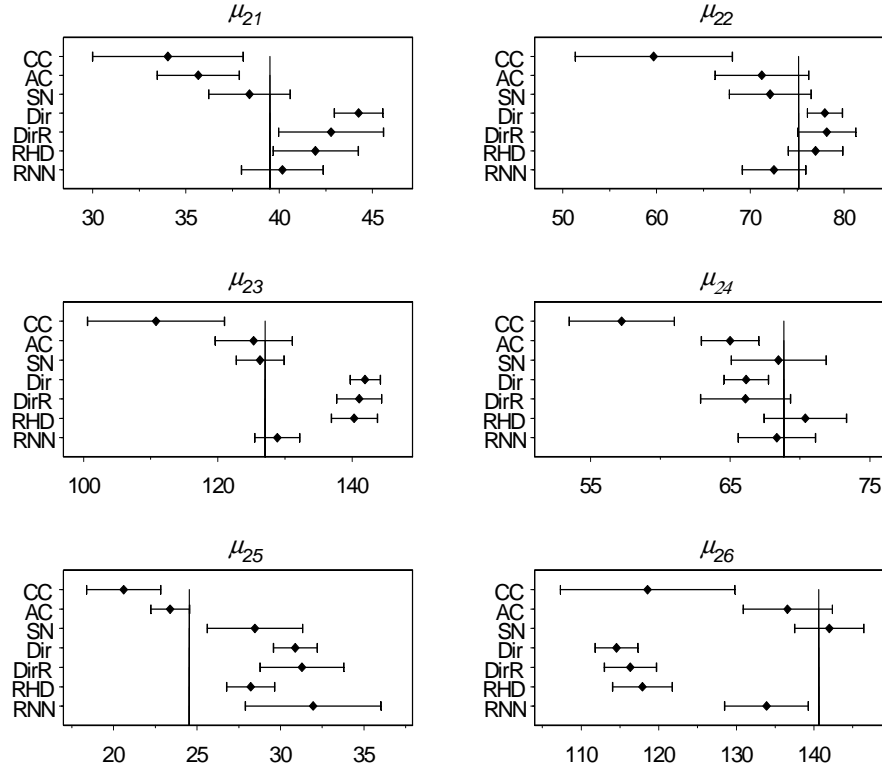 μ21
CC
AC
SN
Dir
DirR
RHD
RNN
30 35 40 45
μ22
CC
AC
SN
Dir
DirR
RHD
RNN
50 60 70 80
μ23
CC
AC
SN
Dir
DirR
RHD
RNN
100 120 140
μ24
CC
AC
SN
Dir
DirR
RHD
RNN
55 65 75
μ25
CC
AC
SN
Dir
DirR
RHD
RNN
20 25 30 35
μ26
CC
AC
SN
Dir
DirR
RHD
RNN
110 120 130 140